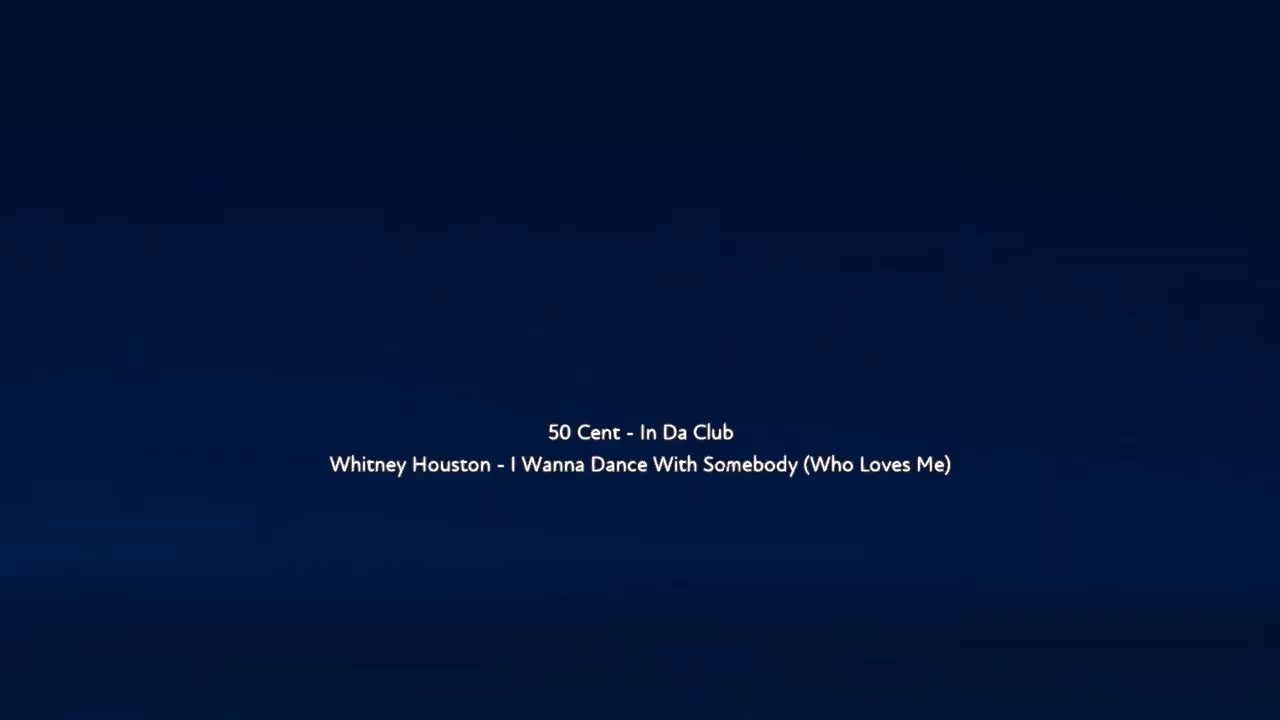 50 Cent - In Da Club
Whitney Houston - I Wanna Dance With Somebody (Who Loves Me)